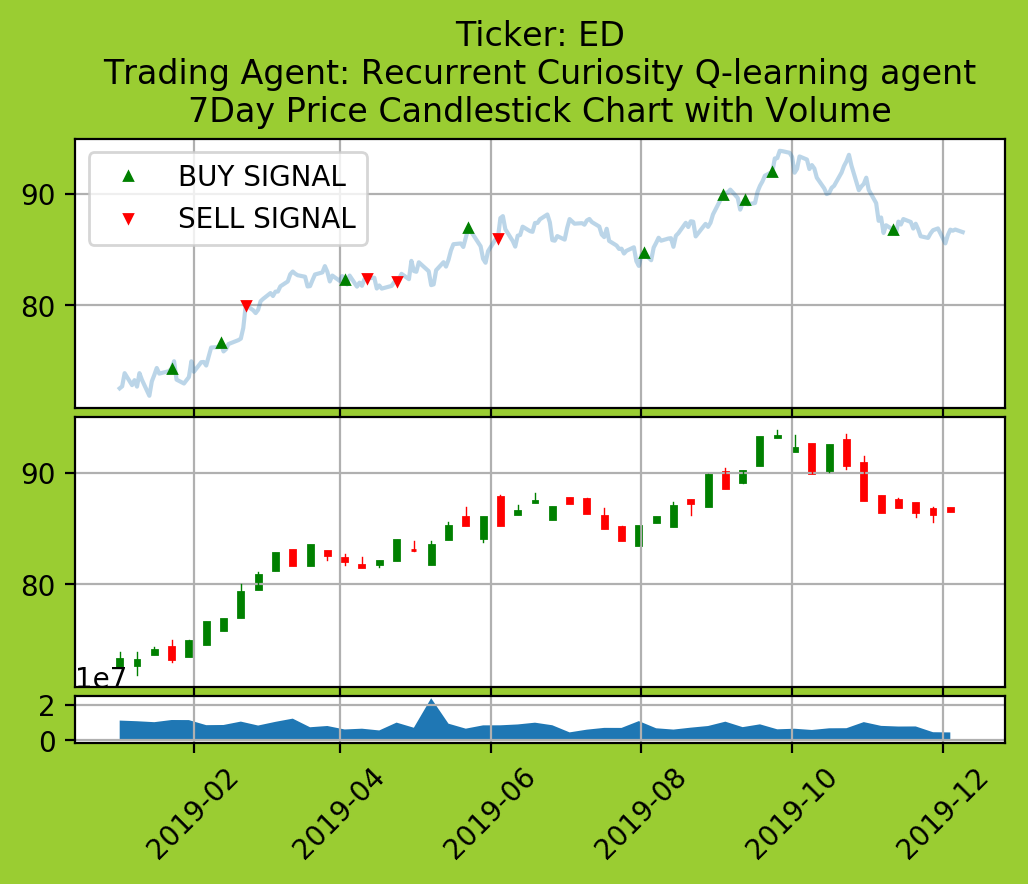 Ticker: ED
Trading Agent: Recurrent Curiosity Q-learning agent
7Day Price Candlestick Chart with Volume
BUY SIGNAL
SELL SIGNAL
90
80
90
80
1e7
2
0
2019-02
2019-04
2019-06
2019-08
2019-10
2019-12